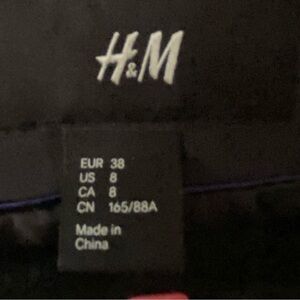 H&M
EUR 38
US 8
CA 8
CN 165/88A
Made in
China